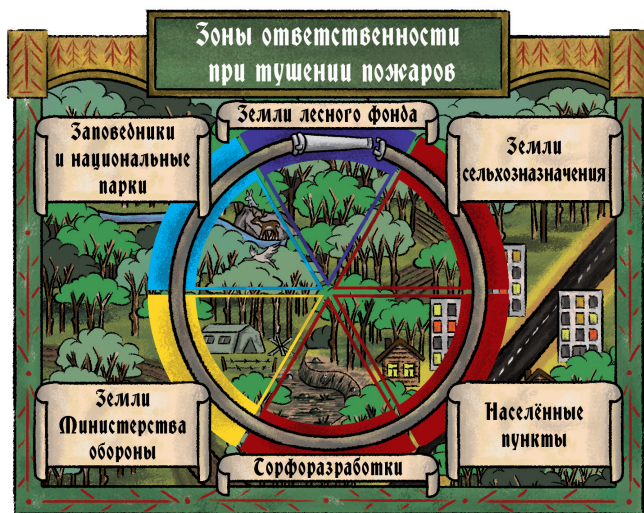 Зоны ответственности
при тушении пожаров
Земли лесного фонда
Заповедники
и национальные
парки
Земли
сельхозназначения
Земли
Министерства
обороны
Населённые
пункты
Торфоразработки